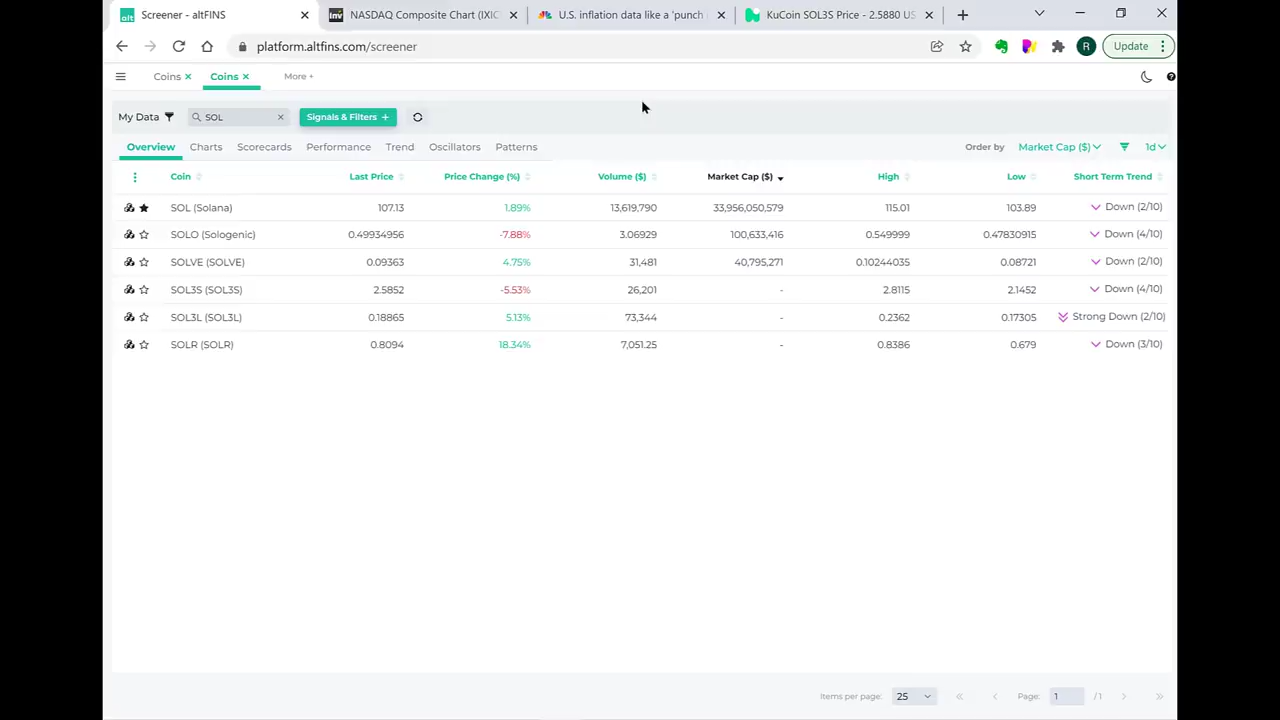 alt Screener - altFINS
Inv NASDAQ Composite Chart (IXIC
U.S. inflation data like a 'punch
KuCoin SOL3S Price - 2.5880 US
platform.altfins.com/screener
R
Update
Coins
Coins
More +
My Data
SOL
Signals & Filters +
Overview Charts Scorecards Performance Trend Oscillators Patterns
Order by Market Cap ($) 1d
Coin Last Price Price Change (%) Volume ($) Market Cap ($) High Low Short Term Trend
SOL (Solana) 107.13 1.89% 13,619.790 33,956,050,579 115.01 103.89 Down (2/10)
SOLO (Sologenic) 0.49934956 -7.88% 3.06929 100,633,416 0.549999 0.47830915 Down (4/10)
SOLVE (SOLVE) 0.09363 4.75% 31,481 40,795,271 0.10244035 0.08721 Down (2/10)
SOL3S (SOL3S) 2.5852 -5.53% 26,201 - 2.8115 2.1452 Down (4/10)
SOL3L (SOL3L) 0.18865 5.13% 73,344 - 0.2362 0.17305 Strong Down (2/10)
SOLR (SOLR) 0.8094 18.34% 7,051.25 - 0.8386 0.679 Down (3/10)
Items per page: 25 Page: 1 / 1